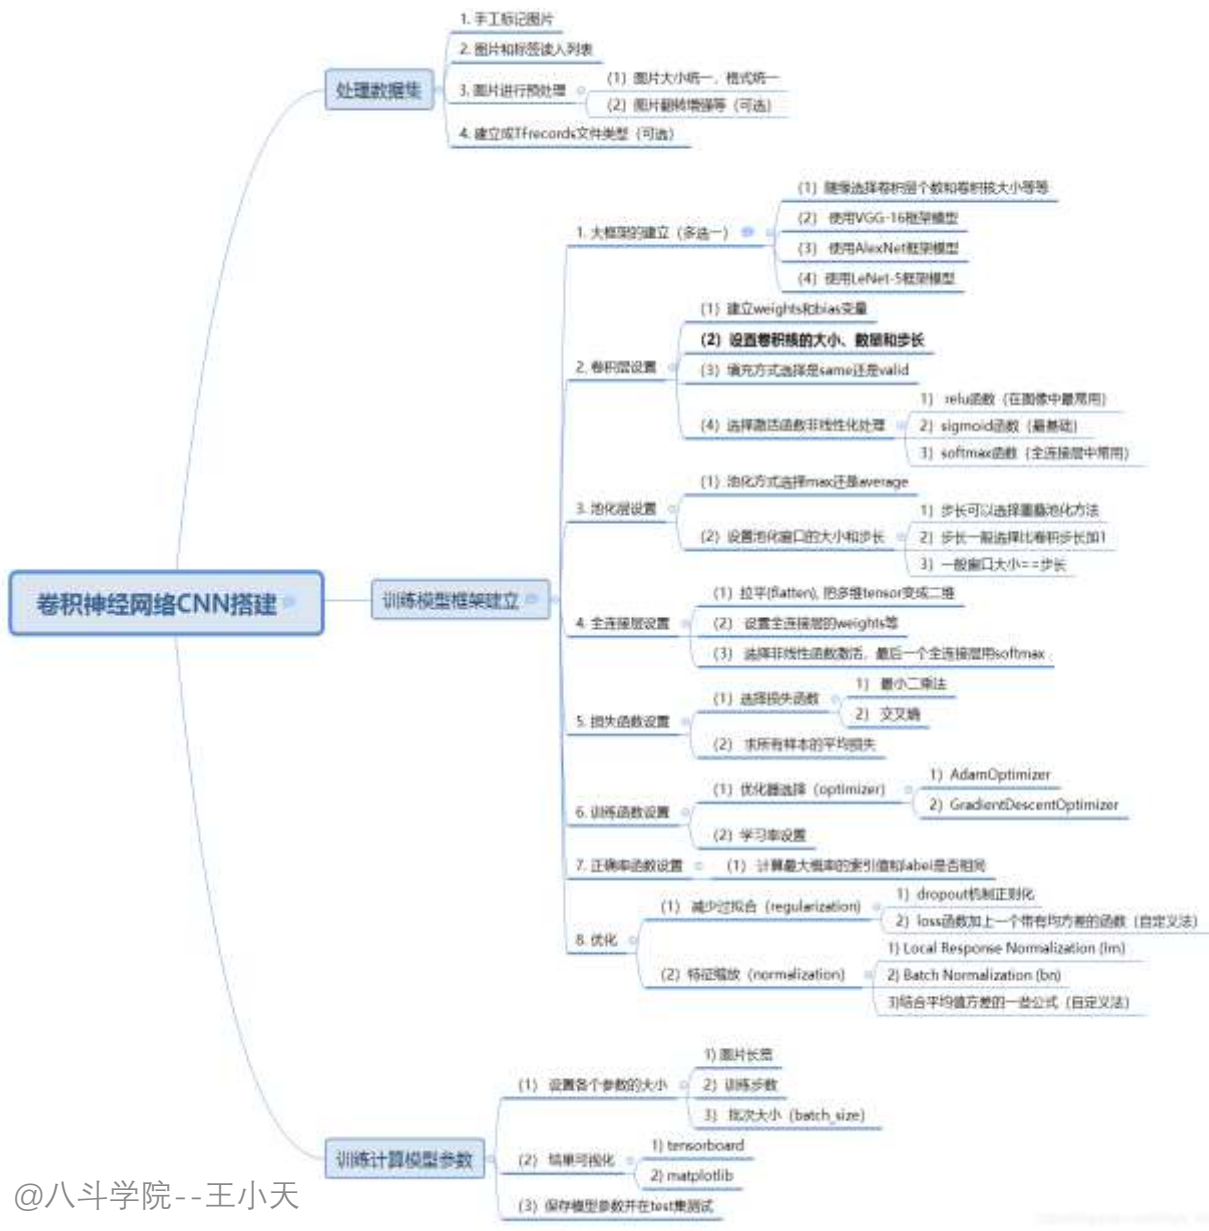 卷积神经网络CNN搭建
处理数据集
1. 手工标记图片
2. 图片和标签读入列表
3. 图片进行预处理
（1）图片大小统一，格式统一
（2）图片翻转增强等（可选）
4. 建立成Tfrecords文件类型（可选）
训练模型框架建立
1. 大框架的建立（多选一）
（1）随缘选择卷积层个数和卷积核大小等等
（2） 使用VGG-16框架模型
（3） 使用AlexNet框架模型
（4）使用LeNet-5框架模型
2. 卷积层设置
（1）建立weights和bias变量
（2）设置卷积核的大小、数量和步长
（3）填充方式选择是same还是valid
（4）选择激活函数非线性化处理
1） relu函数（在图像中最常用）
2）sigmoid函数（最基础）
3）softmax函数（全连接层中常用）
3. 池化层设置
（1）池化方式选择max还是average
（2）设置池化窗口的大小和步长
1）步长可以选择重叠池化方法
2）步长一般选择比卷积步长加1
3）一般窗口大小==步长
4. 全连接层设置
（1）拉平(flatten), 把多维tensor变成二维
（2） 设置全连接层的weights等
（3） 选择非线性函数激活，最后一个全连接层用softmax
5. 损失函数设置
（1）选择损失函数
1） 最小二乘法
2） 交叉熵
（2） 求所有样本的平均损失
6. 训练函数设置
（1）优化器选择（optimizer）
1）AdamOptimizer
2）GradientDescentOptimizer
（2）学习率设置
7. 正确率函数设置
（1） 计算最大概率的索引值和label是否相同
8. 优化
（1） 减少过拟合（regularization）
1）dropout机制正则化
2）loss函数加上一个带有均方差的函数（自定义法）
（2）特征缩放（normalization）
1) Local Response Normalization (lrn)
2) Batch Normalization (bn)
3)结合平均值方差的一些公式（自定义法）
训练计算模型参数
（1） 设置各个参数的大小
1) 图片长宽
2）训练步数
3） 批次大小（batch_size）
（2） 结果可视化
1) tensorboard
2) matplotlib
（3）保存模型参数并在test集测试
@八斗学院--王小天